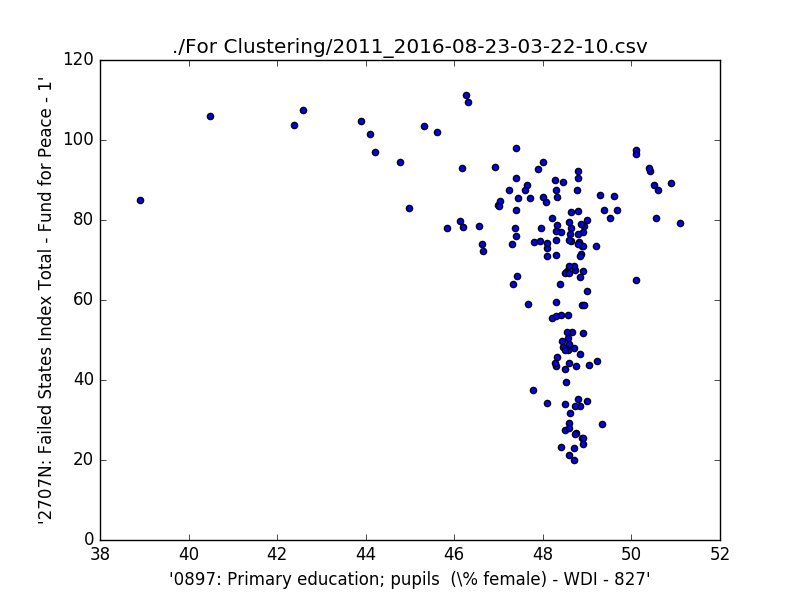 ./For Clustering/2011_2016-08-23-03-22-10.csv
120
100
80
60
40
20
0
'2707N: Failed States Index Total - Fund for Peace - 1'
38 40 42 44 46 48 50 52
'0897: Primary education; pupils  (\% female) - WDI - 827'